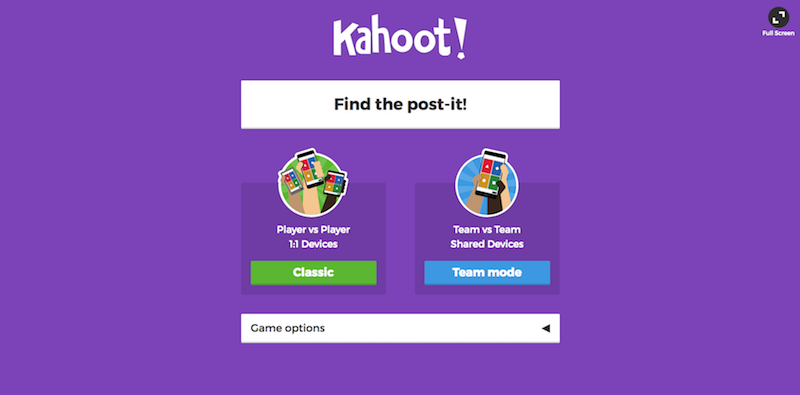 Kahoot!
Full Screen
Find the post-it!
Player vs Player
1:1 Devices
Classic
Team vs Team
Shared Devices
Team mode
Game options